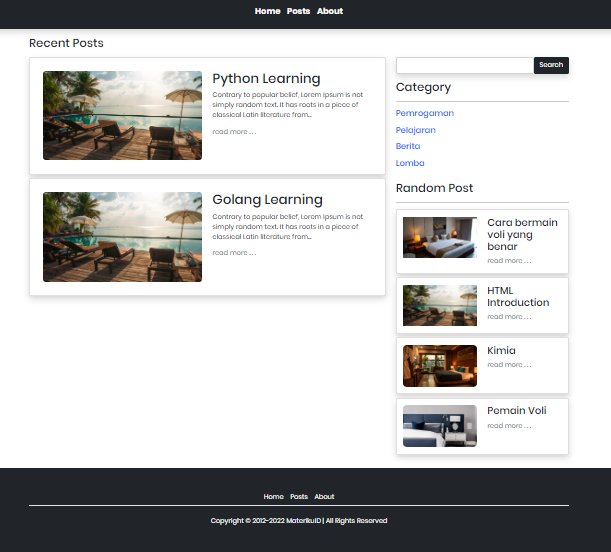 Home Posts About
Recent Posts
Python Learning
Contrary to popular belief, Lorem Ipsum is not
simply random text. It has roots in a piece of
classical Latin literature from...
read more . . .
Golang Learning
Contrary to popular belief, Lorem Ipsum is not
simply random text. It has roots in a piece of
classical Latin literature from...
read more . . .
Search
Category
Pemrogaman
Pelajaran
Berita
Lomba
Random Post
Cara bermain
voli yang
benar
read more . . .
HTML
Introduction
read more . . .
Kimia
read more . . .
Pemain Voli
read more . . .
Home Posts About
Copyright © 2012-2022 MaterikuID | All Rights Reserved